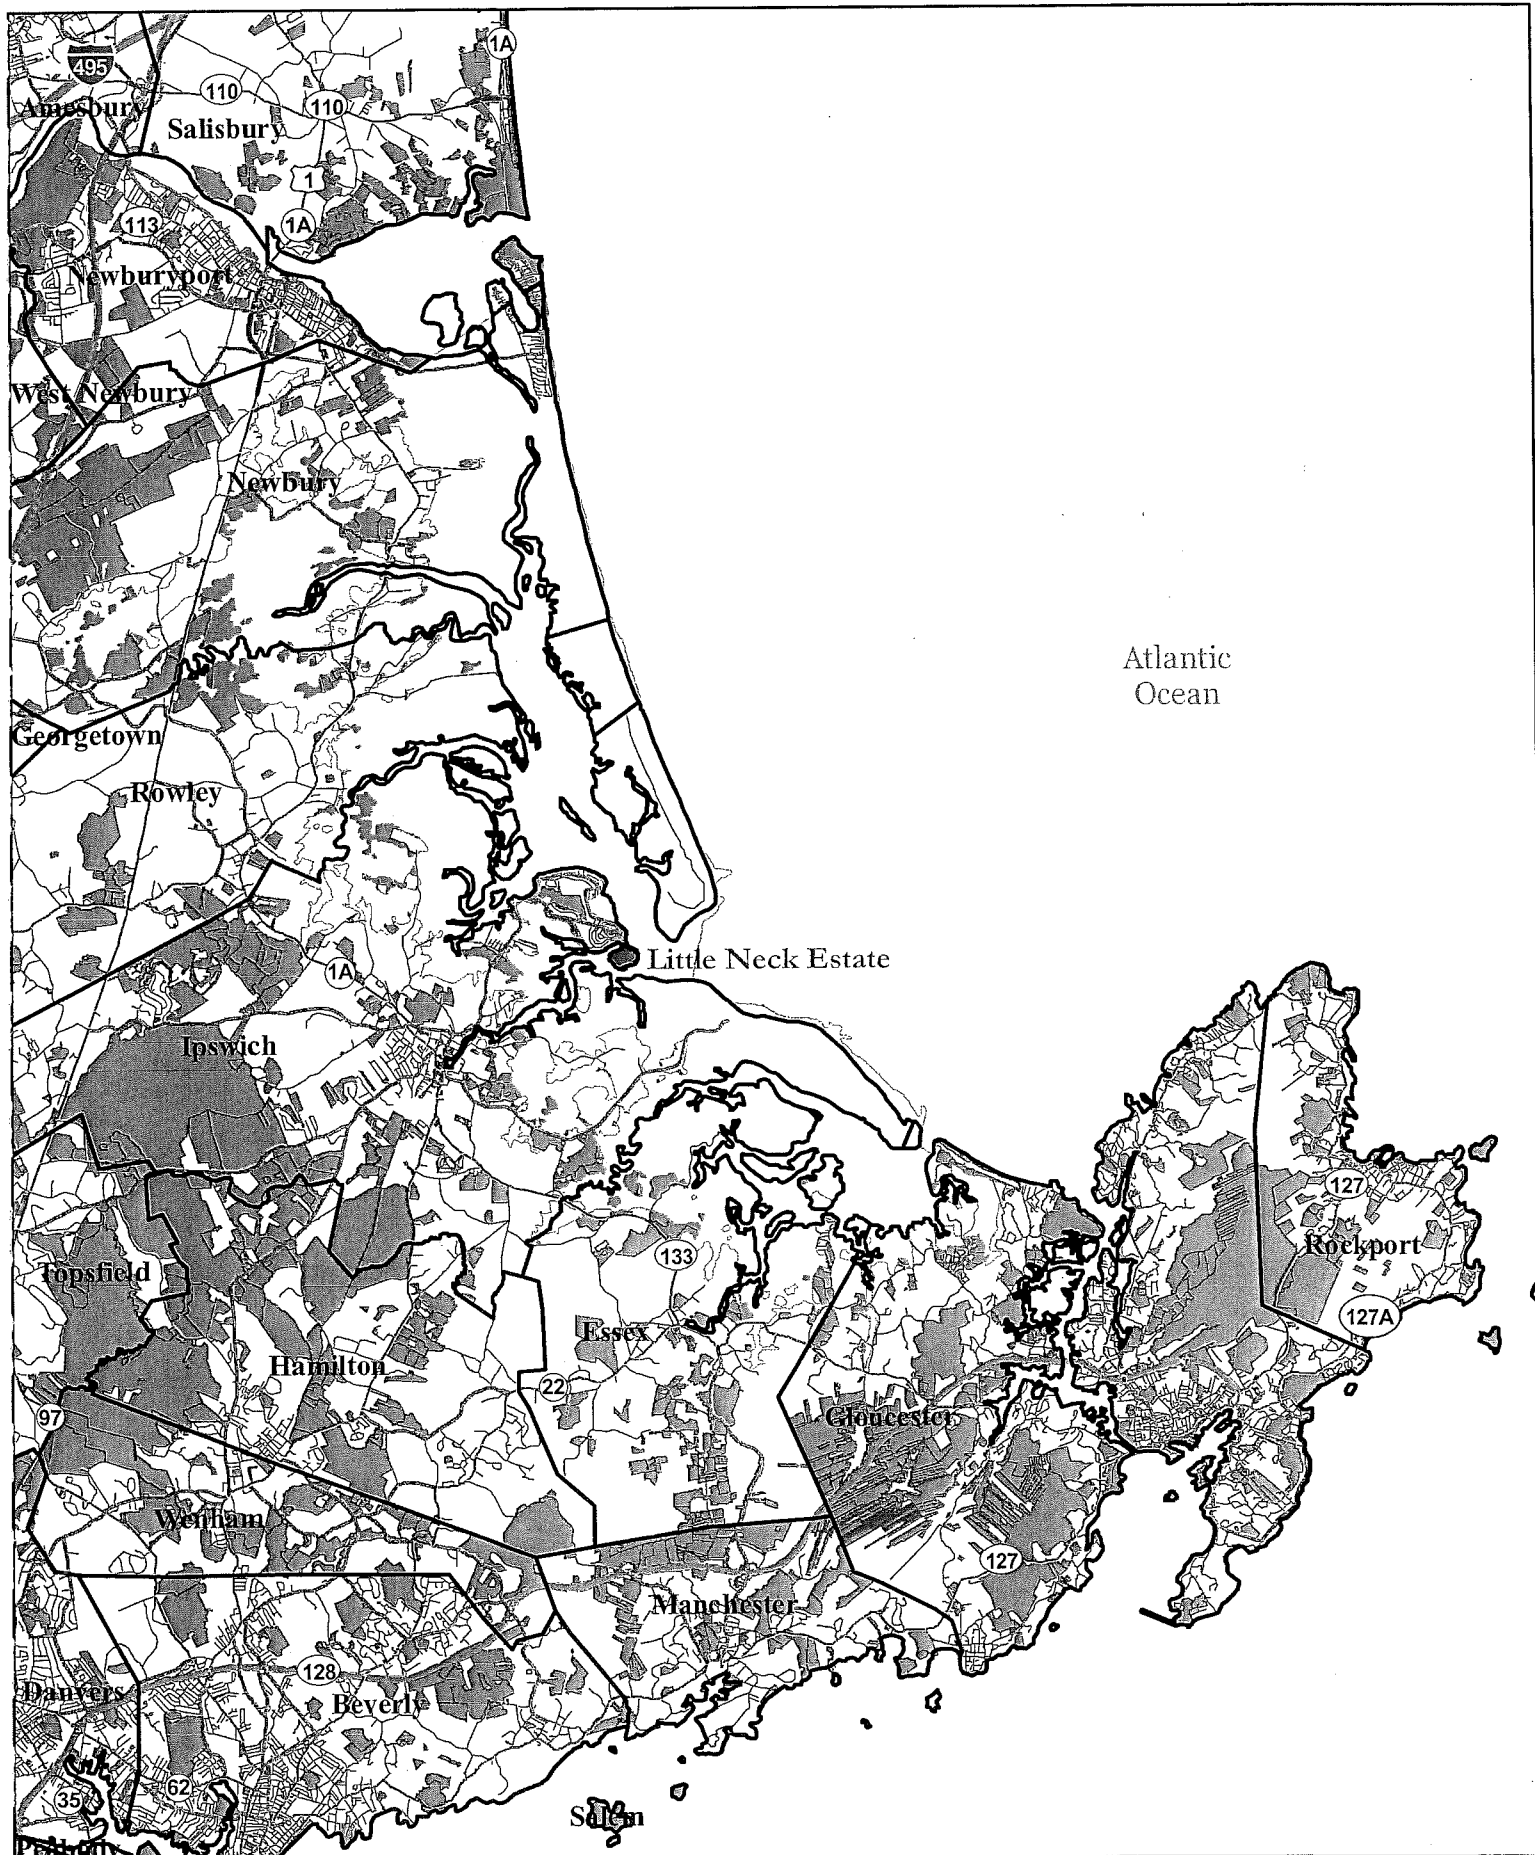 1A
495
110
110
Amesbury
Salisbury
1
113
1A
Newburyport
West Newbury
Newbury
Atlantic
Ocean
Georgetown
Rowley
Little Neck Estate
1A
Ipswich
127
133
Rockport
Topsfield
127A
Essex
Hamilton
22
97
Gloucester
Wenham
127
Manchester
128
Danvers
Beverly
62
35
Salem
Peabody